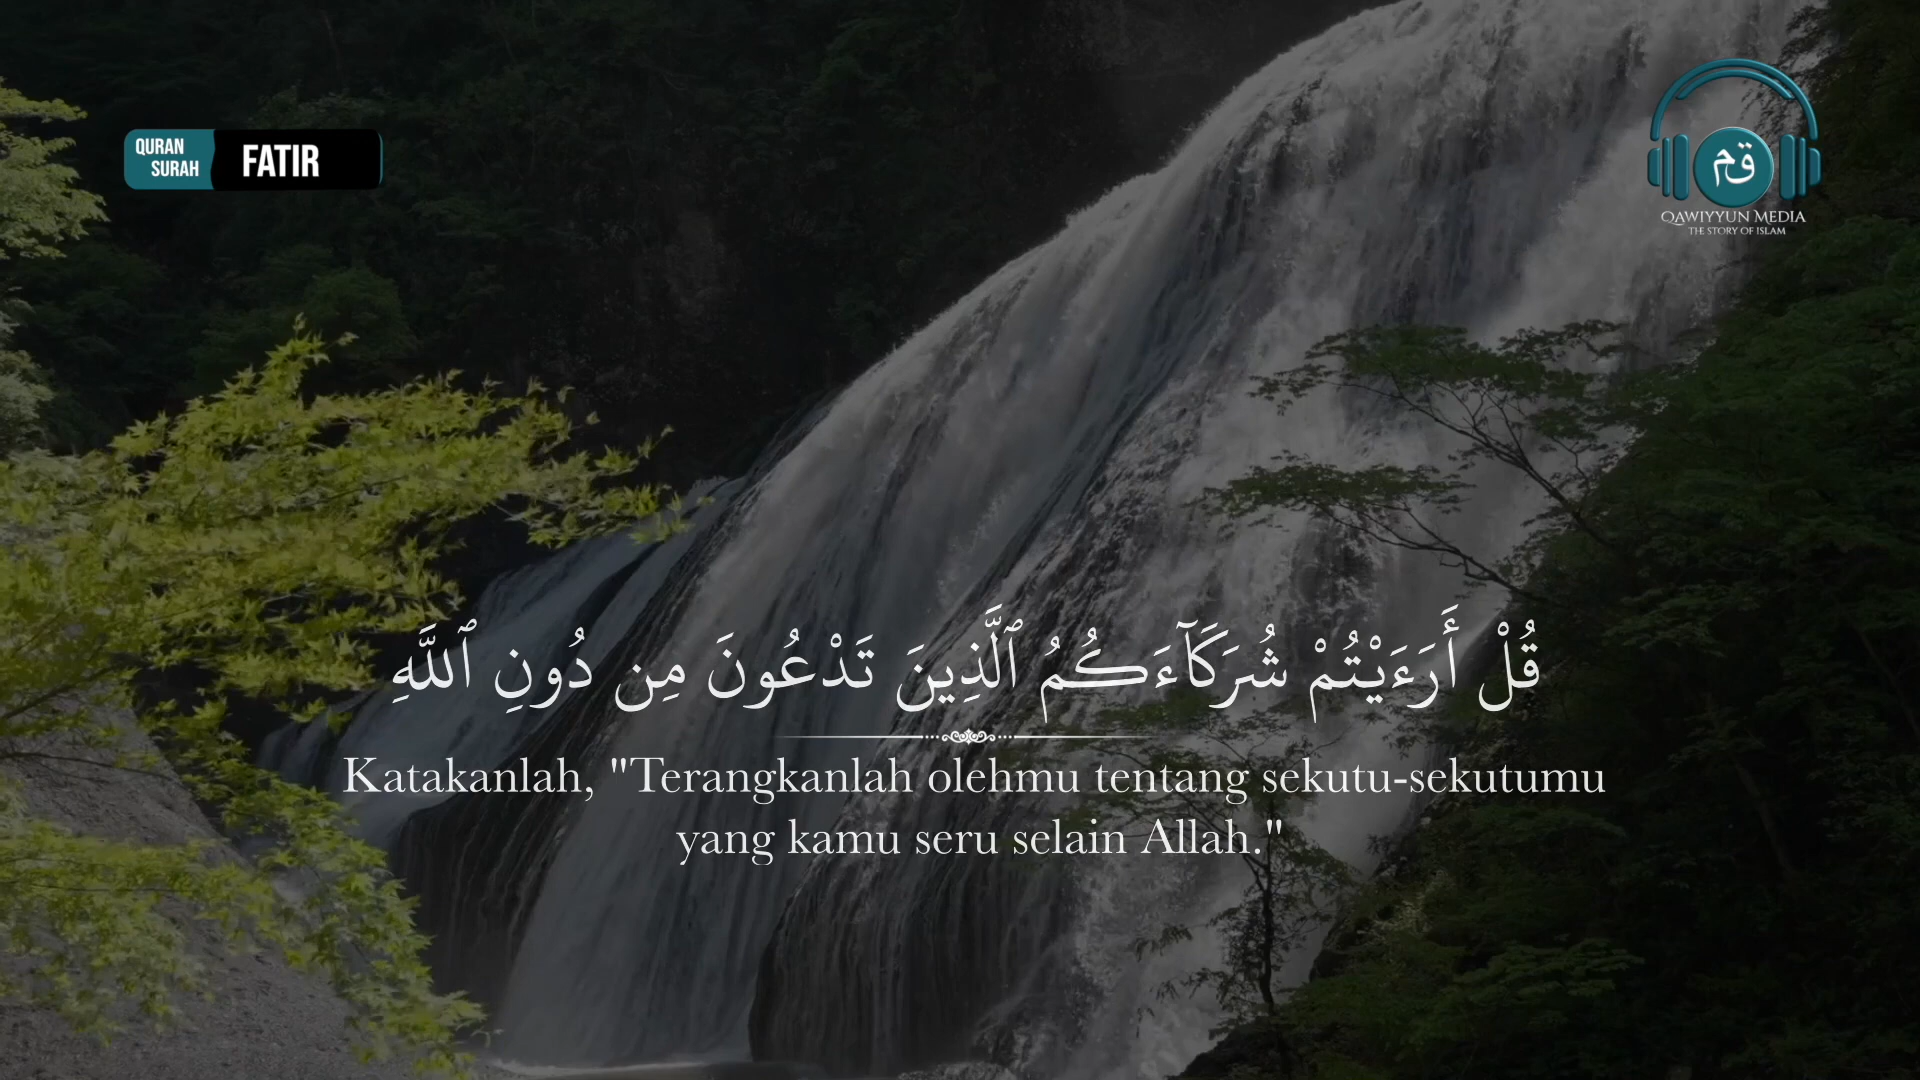 QURAN
SURAH
FATIR
قم
QAWIYYUN MEDIA
THE STORY OF ISLAM
قُلْ أَرَءَيْتُمْ شُرَكَآءَكُمُ ٱلَّذِينَ تَدْعُونَ مِن دُونِ ٱللَّهِ
Katakanlah, "Terangkanlah olehmu tentang sekutu-sekutumu
yang kamu seru selain Allah."